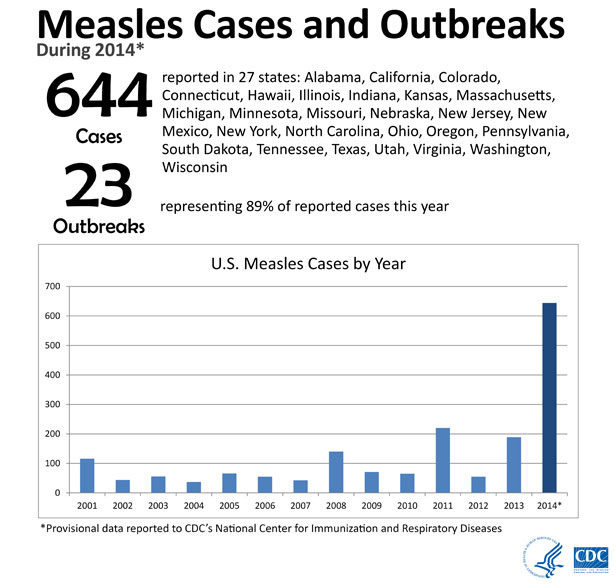 Measles Cases and Outbreaks
During 2014*
644
Cases
reported in 27 states: Alabama, California, Colorado,
Connecticut, Hawaii, Illinois, Indiana, Kansas, Massachusetts,
Michigan, Minnesota, Missouri, Nebraska, New Jersey, New
Mexico, New York, North Carolina, Ohio, Oregon, Pennsylvania,
South Dakota, Tennessee, Texas, Utah, Virginia, Washington,
Wisconsin
23
Outbreaks
representing 89% of reported cases this year
U.S. Measles Cases by Year
700
600
500
400
300
200
100
0
2001 2002 2003 2004 2005 2006 2007 2008 2009 2010 2011 2012 2013 2014*
*Provisional data reported to CDC's National Center for Immunization and Respiratory Diseases
CDC